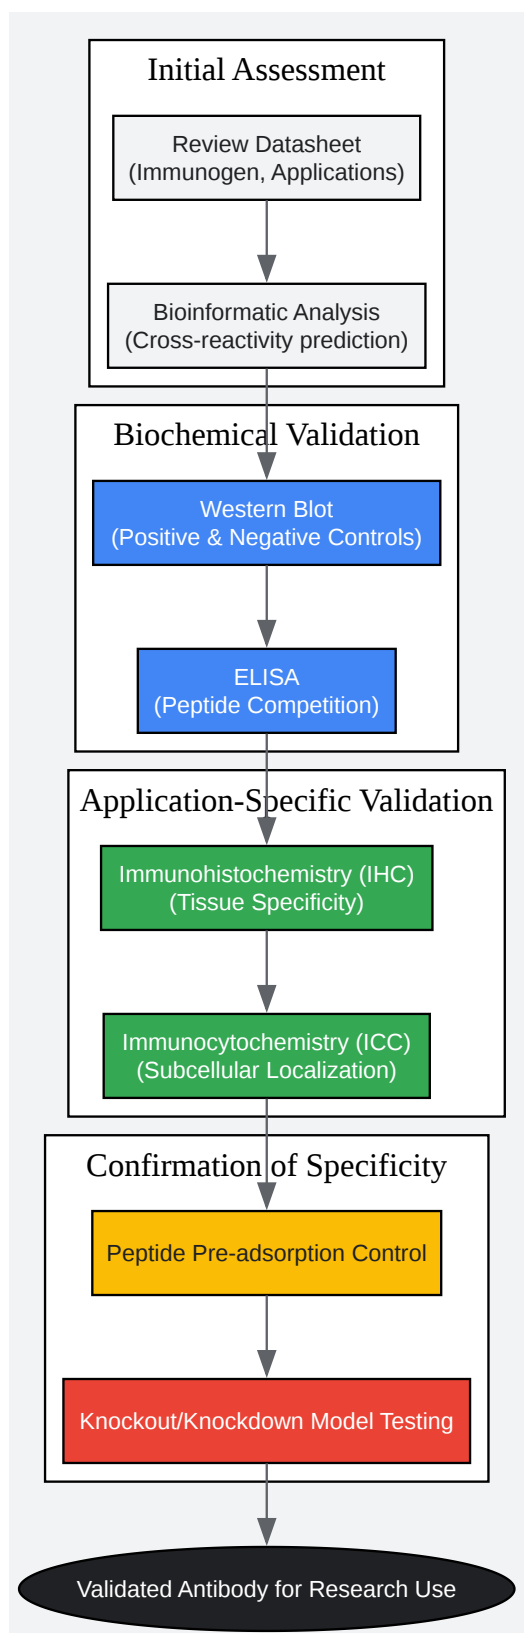 Initial Assessment
Review Datasheet
(Immunogen, Applications)
Bioinformatic Analysis
(Cross-reactivity prediction)
Biochemical Validation
Western Blot
(Positive & Negative Controls)
ELISA
(Peptide Competition)
Application-Specific Validation
Immunohistochemistry (IHC)
(Tissue Specificity)
Immunocytochemistry (ICC)
(Subcellular Localization)
Confirmation of Specificity
Peptide Pre-adsorption Control
Knockout/Knockdown Model Testing
Validated Antibody for Research Use